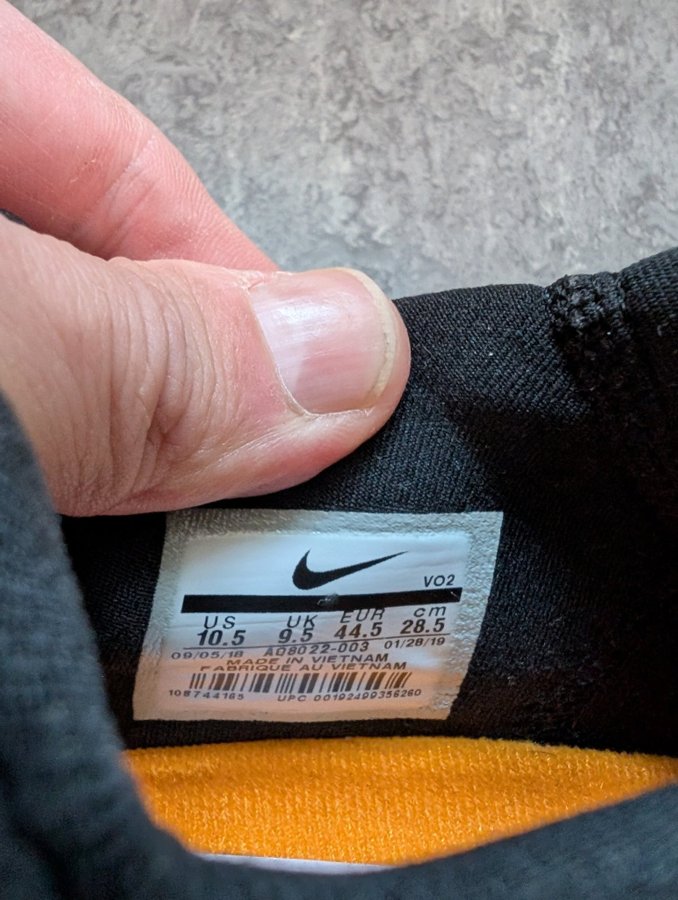 VO2
US UK EUR cm
10.5 9.5 44.5 28.5
09/05/18 AQ8022-003 01/28/19
MADE IN VIETNAM
FABRIQUE AU VIETNAM
108744165 UPC 00192499356260